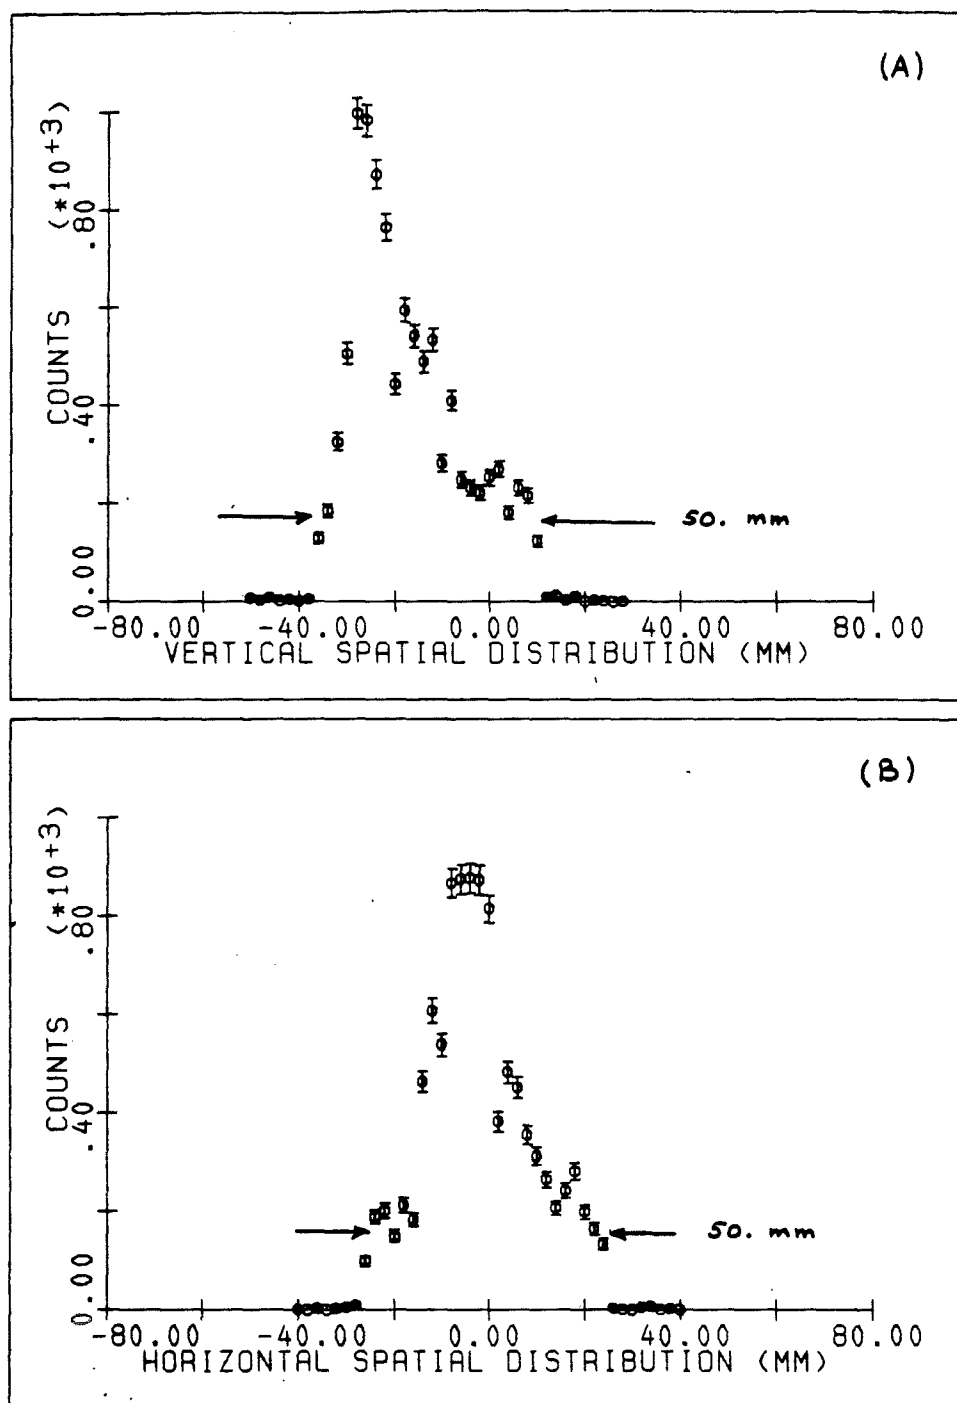 (A)
COUNTS (*10+3)
.80
.40
0.00
50. mm
-80.00 -40.00 0.00 40.00 80.00
VERTICAL SPATIAL DISTRIBUTION (MM)
(B)
COUNTS (*10+3)
.80
.40
0.00
50. mm
-80.00 -40.00 0.00 40.00 80.00
HORIZONTAL SPATIAL DISTRIBUTION (MM)